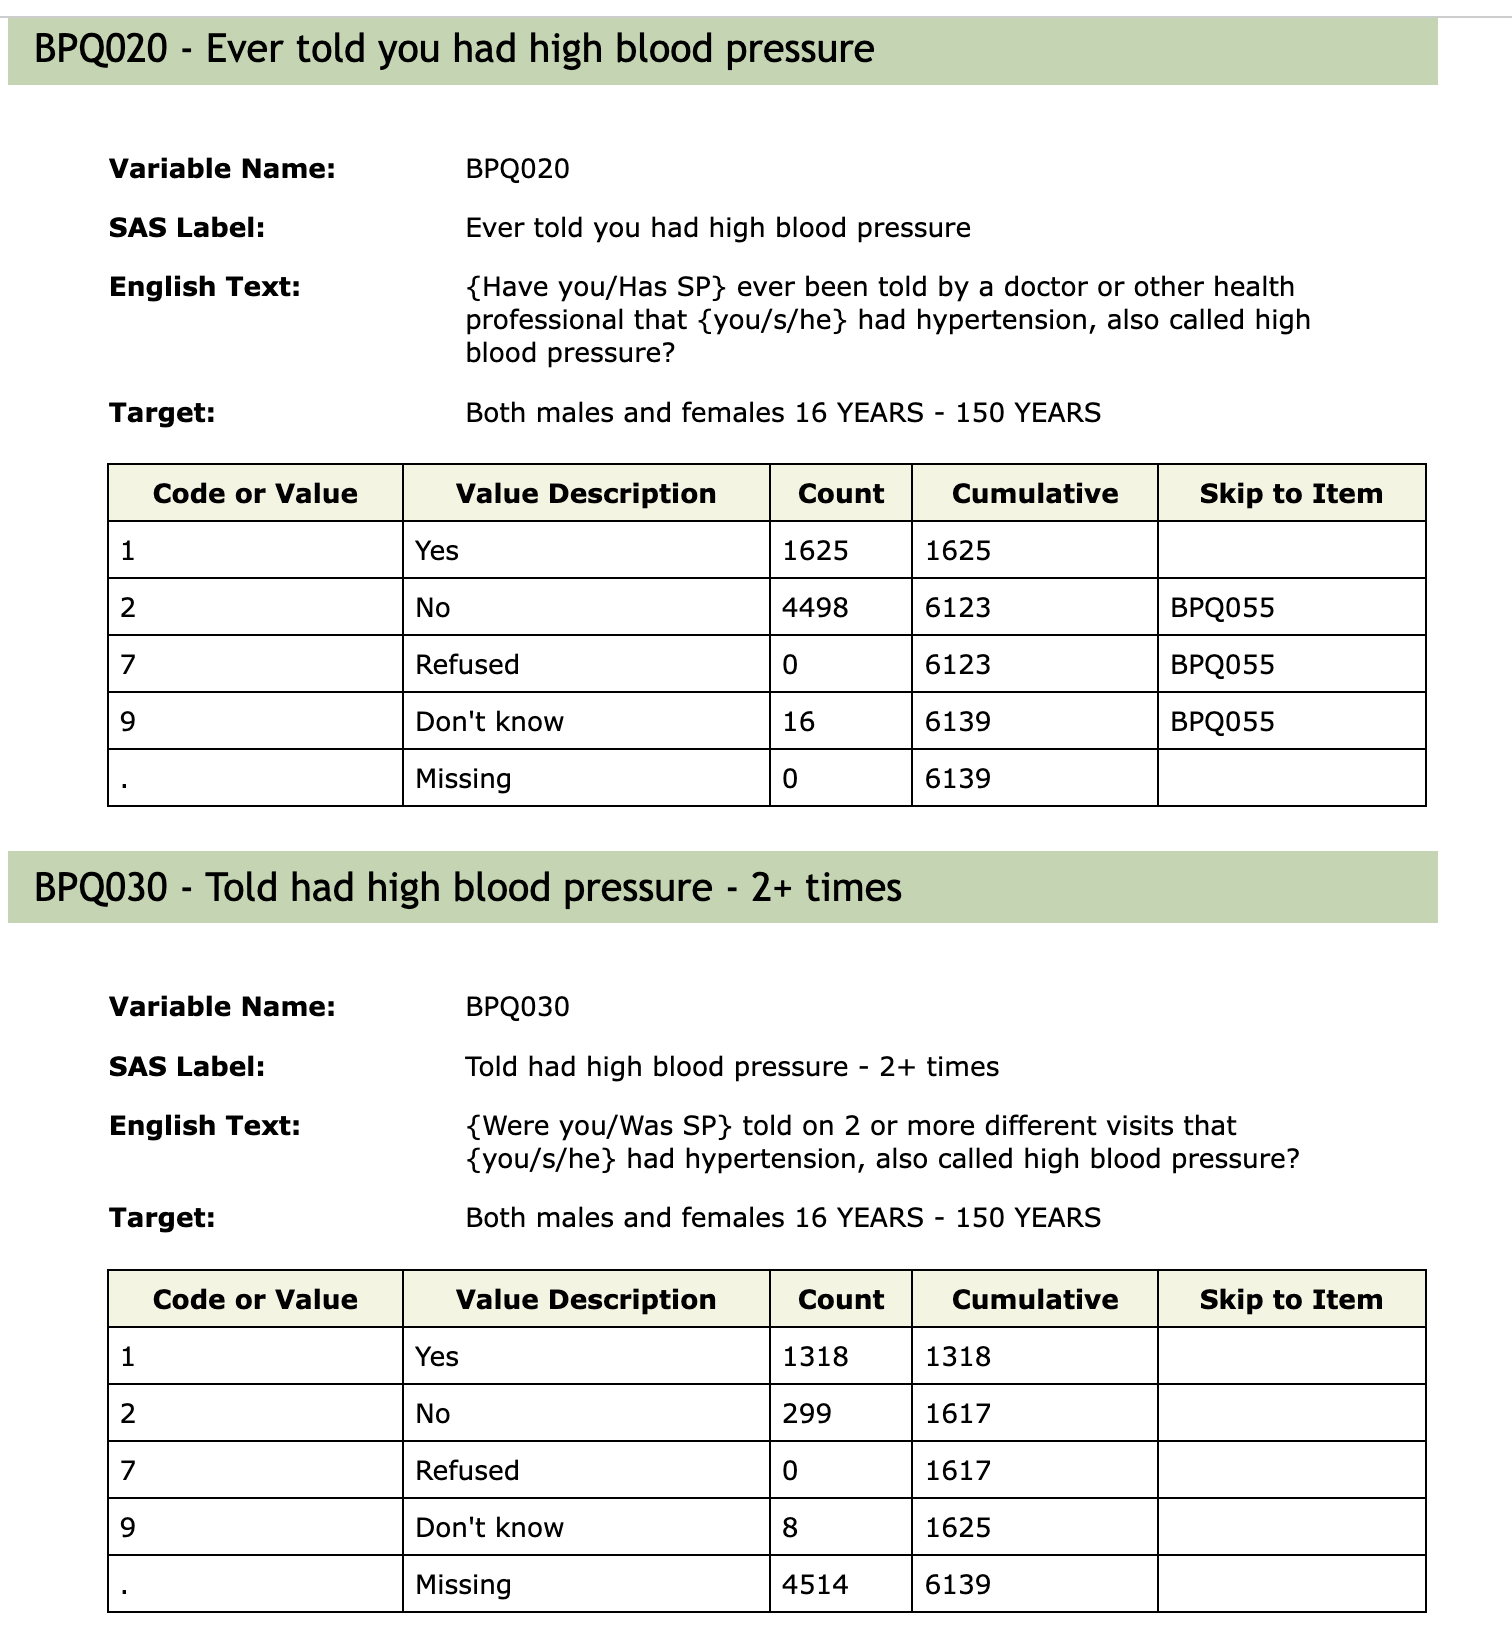 BPQ020 - Ever told you had high blood pressure
Variable Name: BPQ020
SAS Label: Ever told you had high blood pressure
English Text: {Have you/Has SP} ever been told by a doctor or other health
professional that {you/s/he} had hypertension, also called high
blood pressure?
Target: Both males and females 16 YEARS - 150 YEARS
Code or Value Value Description Count Cumulative Skip to Item
1 Yes 1625 1625
2 No 4498 6123 BPQ055
7 Refused 0 6123 BPQ055
9 Don't know 16 6139 BPQ055
. Missing 0 6139
BPQ030 - Told had high blood pressure - 2+ times
Variable Name: BPQ030
SAS Label: Told had high blood pressure - 2+ times
English Text: {Were you/Was SP} told on 2 or more different visits that
{you/s/he} had hypertension, also called high blood pressure?
Target: Both males and females 16 YEARS - 150 YEARS
Code or Value Value Description Count Cumulative Skip to Item
1 Yes 1318 1318
2 No 299 1617
7 Refused 0 1617
9 Don't know 8 1625
. Missing 4514 6139